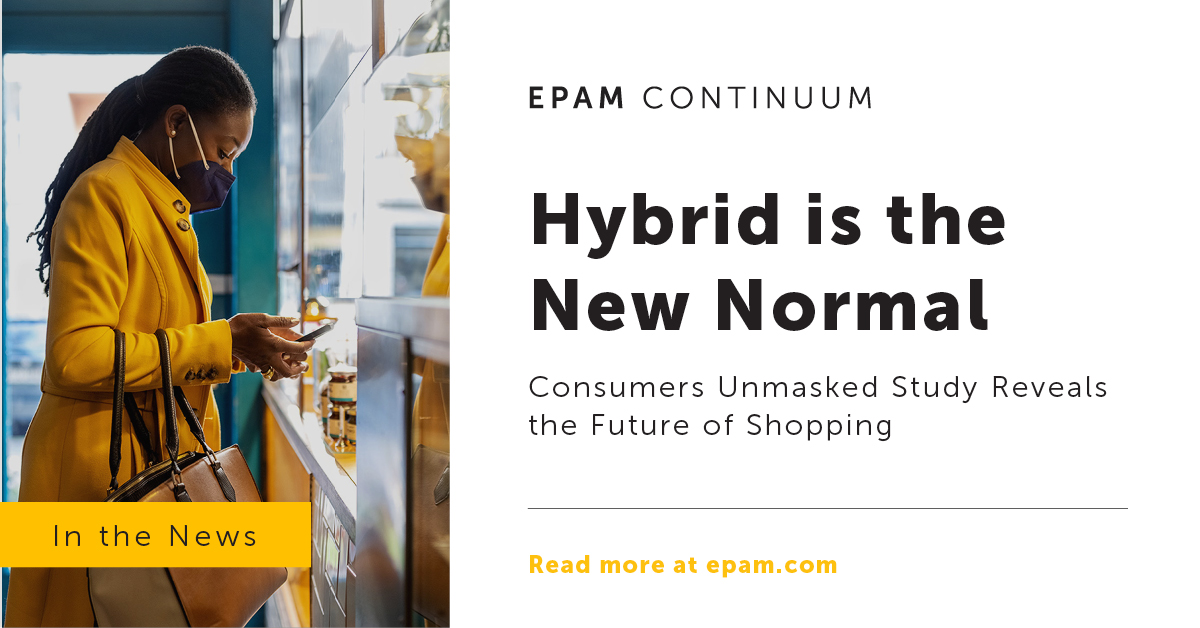 EPAM CONTINUUM
Hybrid is the
New Normal
Consumers Unmasked Study Reveals
the Future of Shopping
In the News
Read more at epam.com